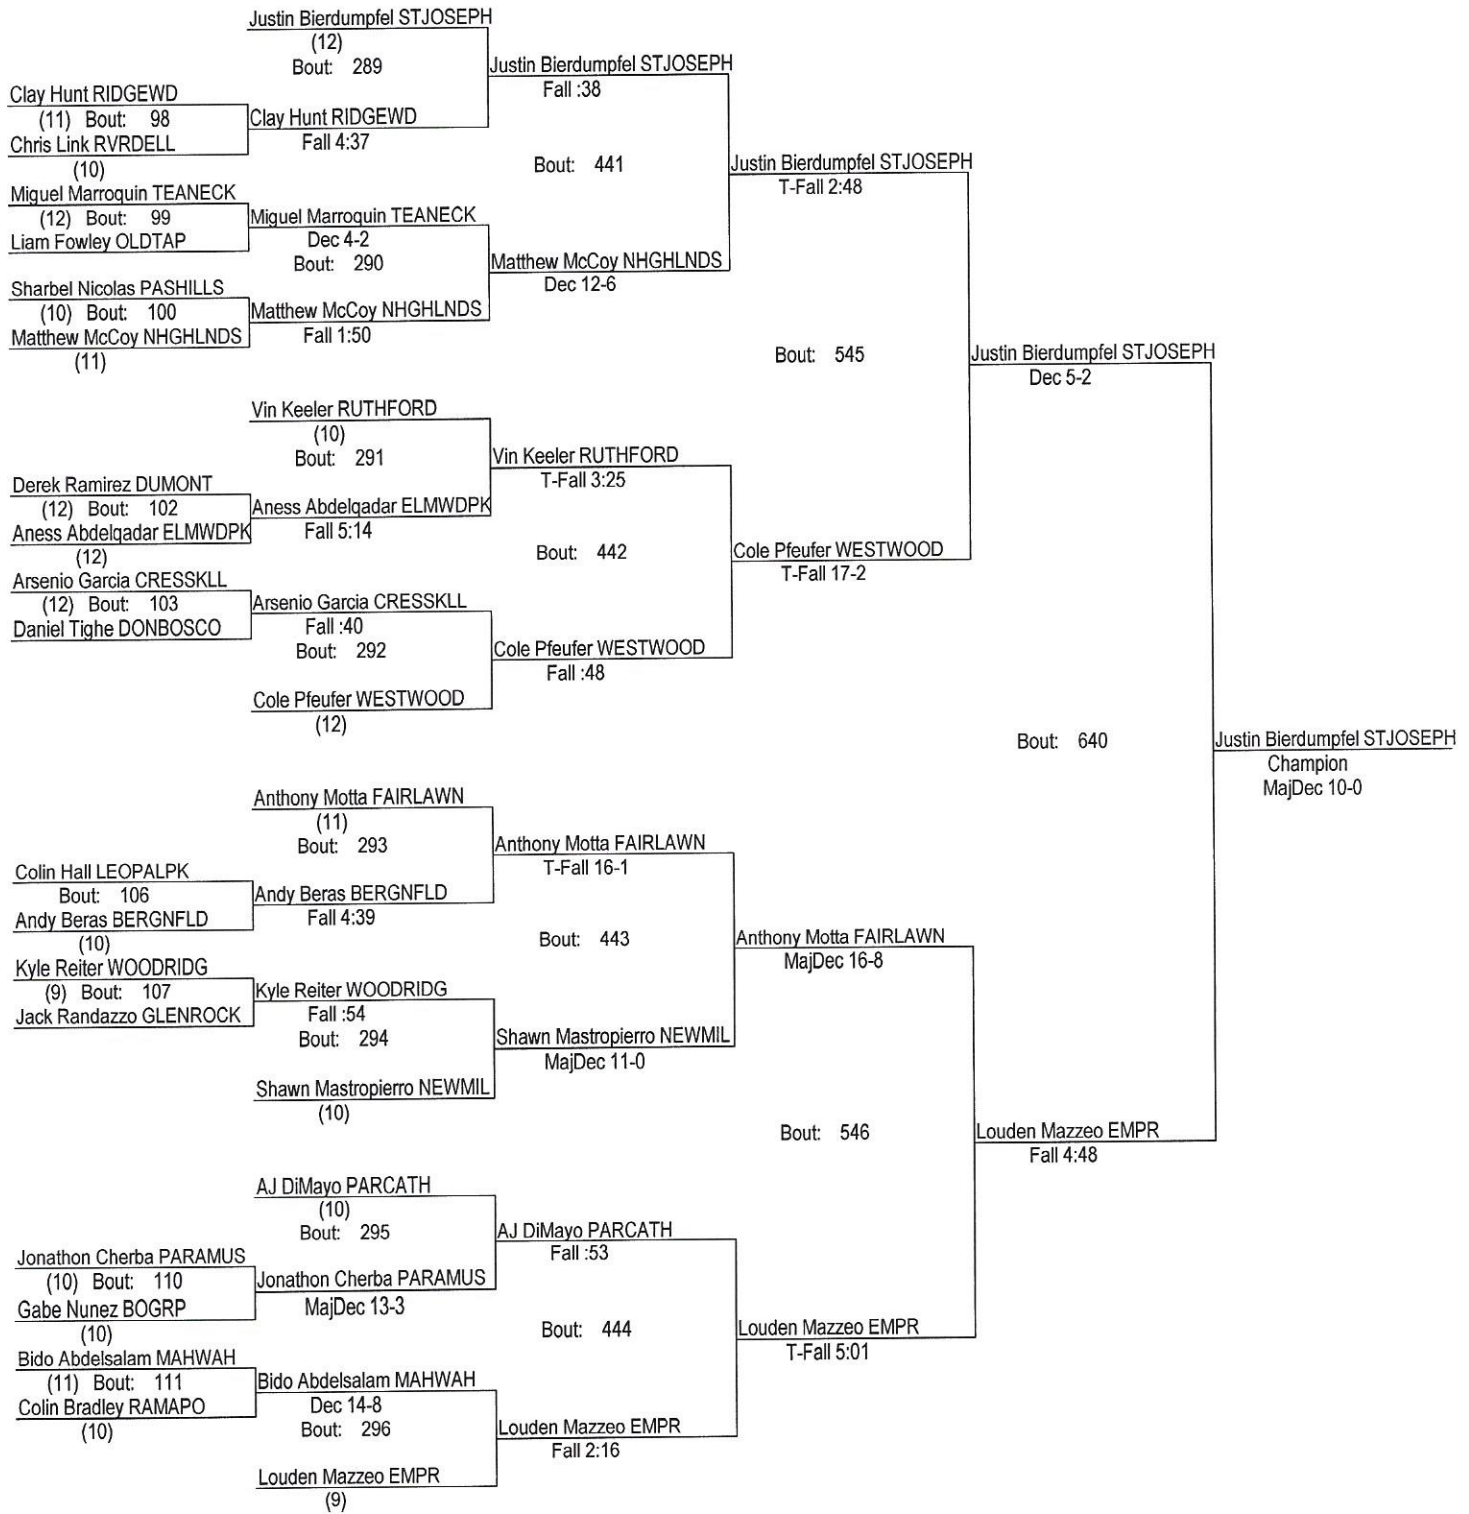 Justin Bierdumpfel STJOSEPH
(12)
Bout: 289
Justin Bierdumpfel STJOSEPH
Fall :38
Clay Hunt RIDGEWD
(11) Bout: 98
Clay Hunt RIDGEWD
Fall 4:37
Chris Link RVRDELL
(10)
Bout: 441
Justin Bierdumpfel STJOSEPH
T-Fall 2:48
Miguel Marroquin TEANECK
(12) Bout: 99
Miguel Marroquin TEANECK
Dec 4-2
Liam Fowley OLDTAP
Bout: 290
Matthew McCoy NHGHLNDS
Dec 12-6
Sharbel Nicolas PASHILLS
(10) Bout: 100
Matthew McCoy NHGHLNDS
Fall 1:50
Matthew McCoy NHGHLNDS
(11)
Bout: 545
Justin Bierdumpfel STJOSEPH
Dec 5-2
Vin Keeler RUTHFORD
(10)
Bout: 291
Vin Keeler RUTHFORD
T-Fall 3:25
Derek Ramirez DUMONT
(12) Bout: 102
Aness Abdelqadar ELMWDPK
Fall 5:14
Aness Abdelqadar ELMWDPK
(12)
Bout: 442
Cole Pfeufer WESTWOOD
T-Fall 17-2
Arsenio Garcia CRESSKLL
(12) Bout: 103
Arsenio Garcia CRESSKLL
Fall :40
Daniel Tighe DONBOSCO
Bout: 292
Cole Pfeufer WESTWOOD
Fall :48
Cole Pfeufer WESTWOOD
(12)
Bout: 640
Justin Bierdumpfel STJOSEPH
Champion
MajDec 10-0
Anthony Motta FAIRLAWN
(11)
Bout: 293
Anthony Motta FAIRLAWN
T-Fall 16-1
Colin Hall LEOPALPK
Bout: 106
Andy Beras BERGNFLD
Fall 4:39
Andy Beras BERGNFLD
(10)
Bout: 443
Anthony Motta FAIRLAWN
MajDec 16-8
Kyle Reiter WOODRIDG
(9) Bout: 107
Kyle Reiter WOODRIDG
Fall :54
Jack Randazzo GLENROCK
Bout: 294
Shawn Mastropierro NEWMIL
MajDec 11-0
Shawn Mastropierro NEWMIL
(10)
Bout: 546
Louden Mazzeo EMPR
Fall 4:48
AJ DiMayo PARCATH
(10)
Bout: 295
AJ DiMayo PARCATH
Fall :53
Jonathon Cherba PARAMUS
(10) Bout: 110
Jonathon Cherba PARAMUS
MajDec 13-3
Gabe Nunez BOGRP
(10)
Bout: 444
Louden Mazzeo EMPR
T-Fall 5:01
Bido Abdelsalam MAHWAH
(11) Bout: 111
Bido Abdelsalam MAHWAH
Dec 14-8
Colin Bradley RAMAPO
(10)
Bout: 296
Louden Mazzeo EMPR
Fall 2:16
Louden Mazzeo EMPR
(9)